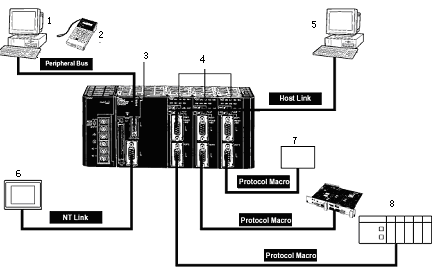 1
2
3
4
5
Peripheral Bus
Host Link
6
7
Protocol Macro
8
NT Link
Protocol Macro
Protocol Macro